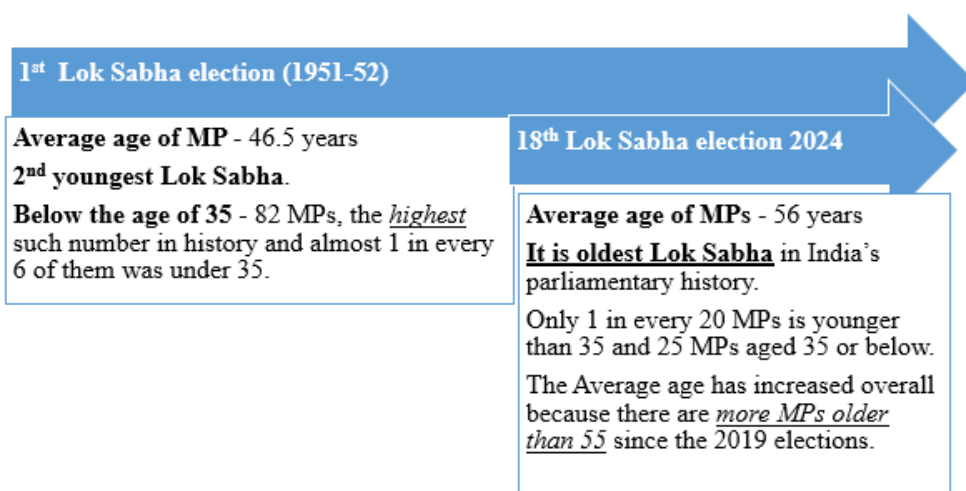 1st Lok Sabha election (1951-52)
Average age of MP - 46.5 years
2nd youngest Lok Sabha.
Below the age of 35 - 82 MPs, the highest
such number in history and almost 1 in every
6 of them was under 35.
18th Lok Sabha election 2024
Average age of MPs - 56 years
It is oldest Lok Sabha in India’s
parliamentary history.
Only 1 in every 20 MPs is younger
than 35 and 25 MPs aged 35 or below.
The Average age has increased overall
because there are more MPs older
than 55 since the 2019 elections.